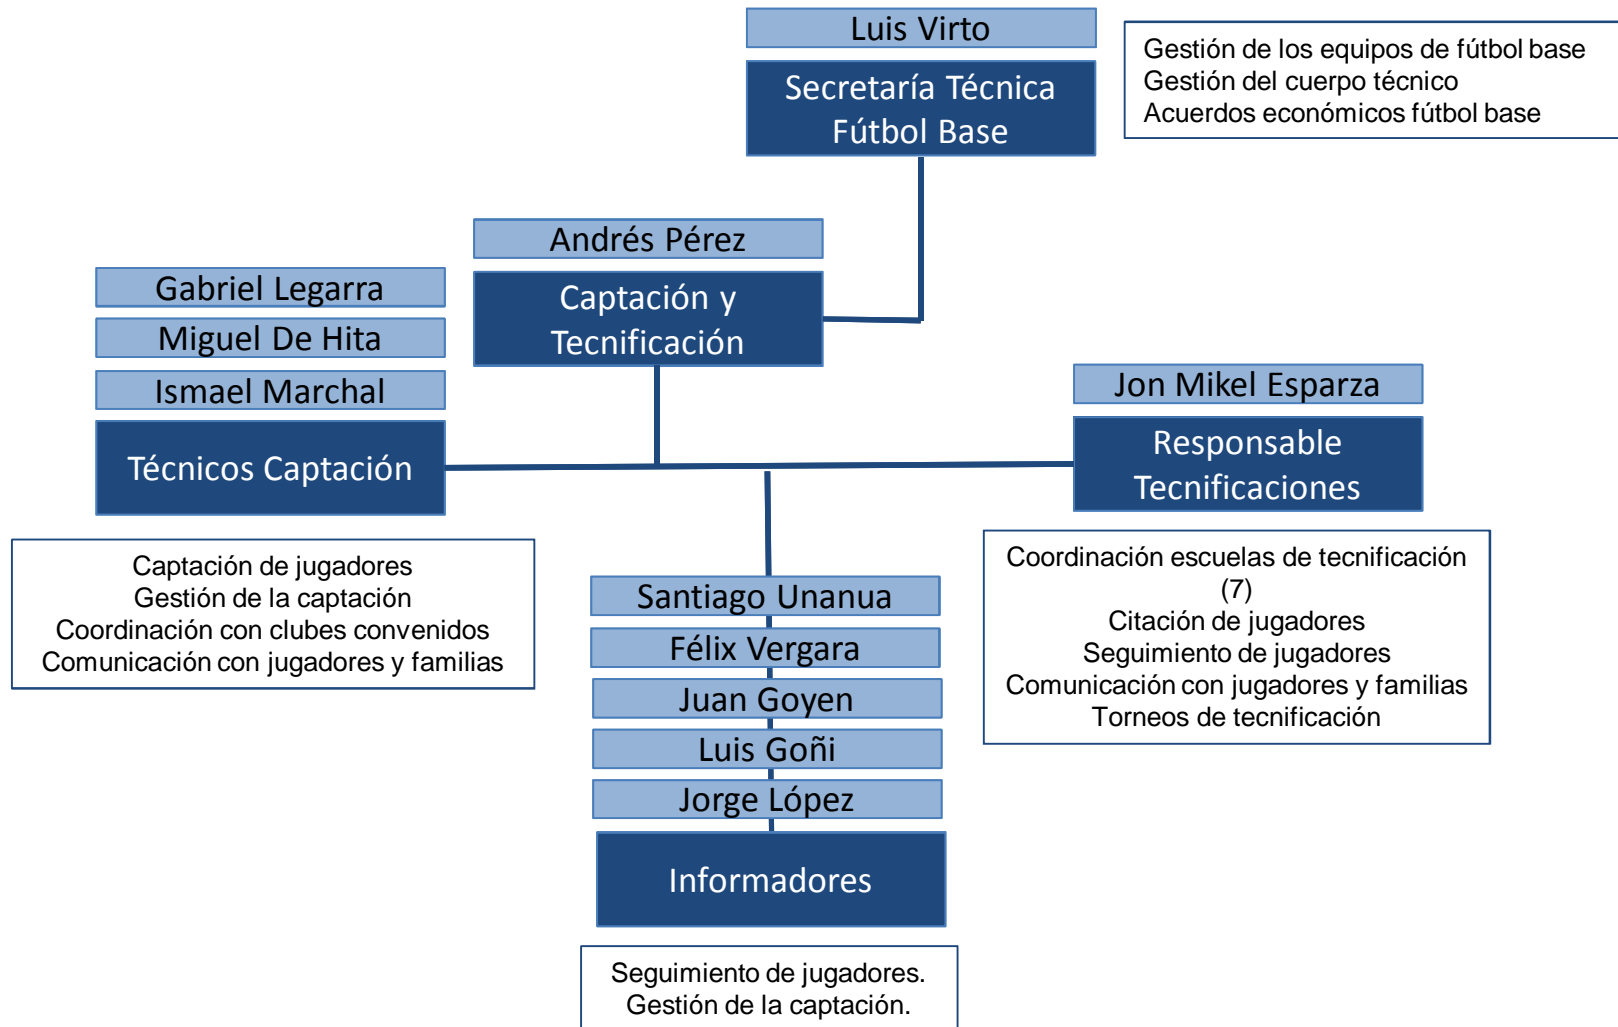 Luis Virto
Secretaría Técnica
Fútbol Base
Gestión de los equipos de fútbol base
Gestión del cuerpo técnico
Acuerdos económicos fútbol base
Andrés Pérez
Captación y
Tecnificación
Gabriel Legarra
Miguel De Hita
Ismael Marchal
Técnicos Captación
Captación de jugadores
Gestión de la captación
Coordinación con clubes convenidos
Comunicación con jugadores y familias
Jon Mikel Esparza
Responsable
Tecnificaciones
Coordinación escuelas de tecnificación
(7)
Citación de jugadores
Seguimiento de jugadores
Comunicación con jugadores y familias
Torneos de tecnificación
Santiago Unanua
Félix Vergara
Juan Goyen
Luis Goñi
Jorge López
Informadores
Seguimiento de jugadores.
Gestión de la captación.